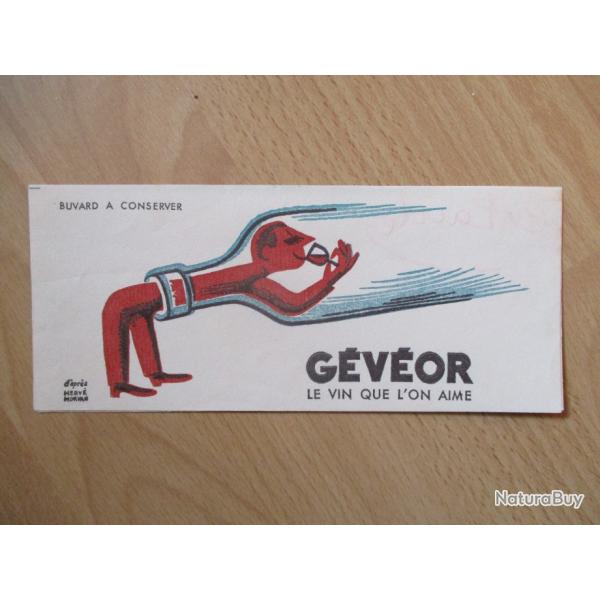 BUVARD A CONSERVER
GÉVÉOR
LE VIN QUE L'ON AIME
d'après
HERVÉ
MORVAN
NaturaBuy